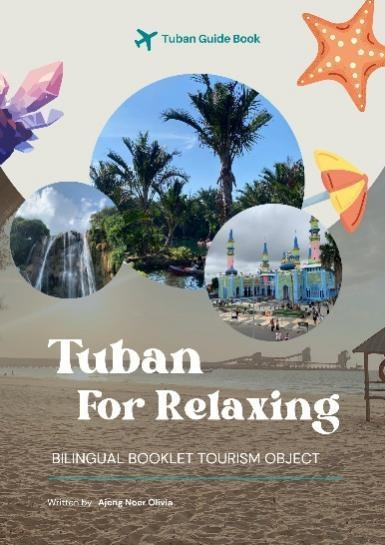 Tuban Guide Book
Tuban
For Relaxing
BILINGUAL BOOKLET TOURISM OBJECT
Written by Ajeng Noer Olivia